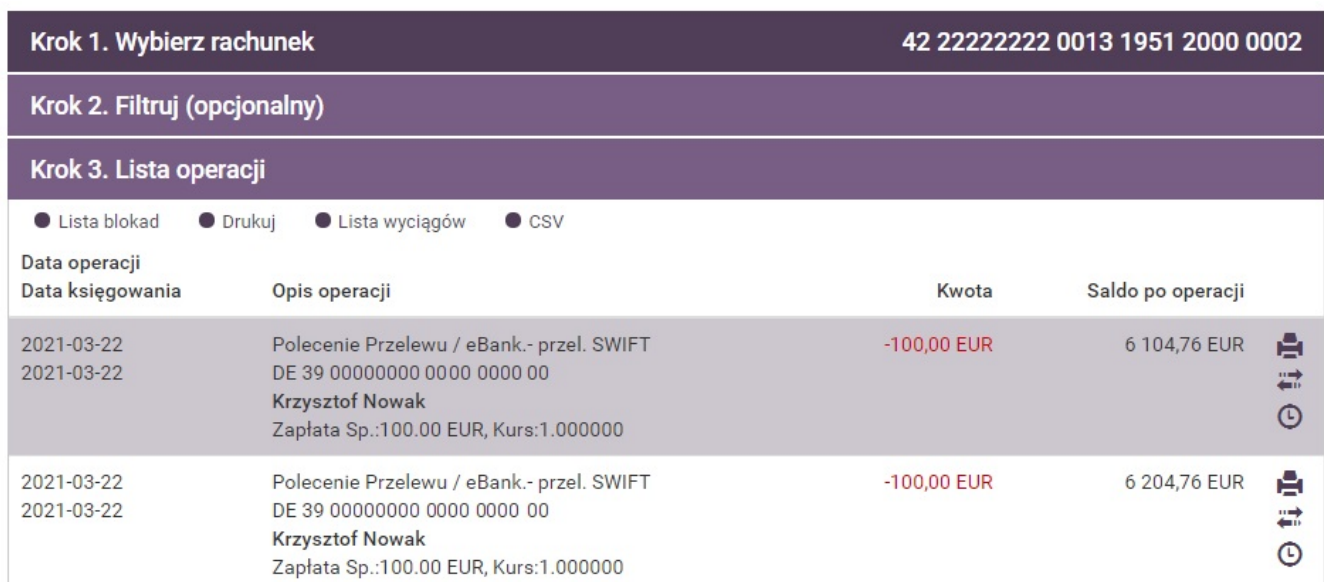 Krok 1. Wybierz rachunek 42 22222222 0013 1951 2000 0002
Krok 2. Filtruj (opcjonalny)
Krok 3. Lista operacji
Lista blokad Drukuj Lista wyciągów CSV
Data operacji
Data księgowania Opis operacji Kwota Saldo po operacji
2021-03-22 Polecenie Przelewu / eBank.- przel. SWIFT -100,00 EUR 6 104,76 EUR
2021-03-22 DE 39 00000000 0000 0000 00
Krzysztof Nowak
Zapłata Sp.:100.00 EUR, Kurs:1.000000
2021-03-22 Polecenie Przelewu / eBank.- przel. SWIFT -100,00 EUR 6 204,76 EUR
2021-03-22 DE 39 00000000 0000 0000 00
Krzysztof Nowak
Zapłata Sp.:100.00 EUR, Kurs:1.000000